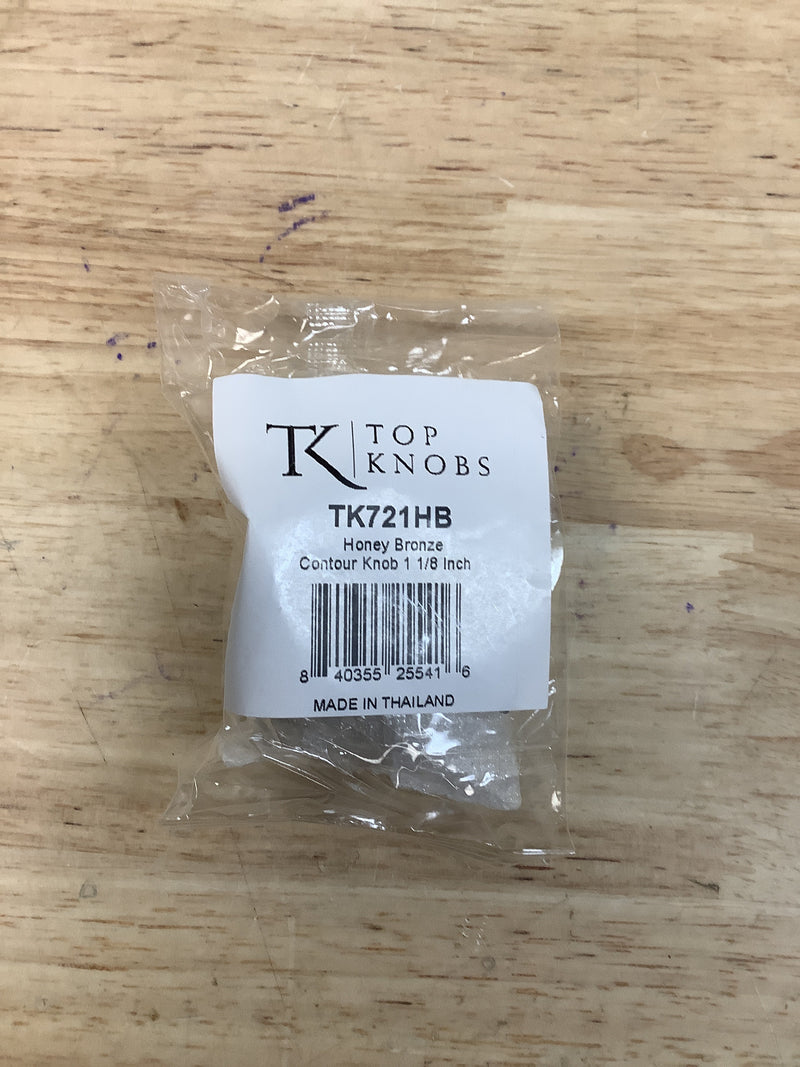 TK TOP
KNOBS
TK721HB
Honey Bronze
Contour Knob 1 1/8 Inch
8 40355 25541 6
MADE IN THAILAND